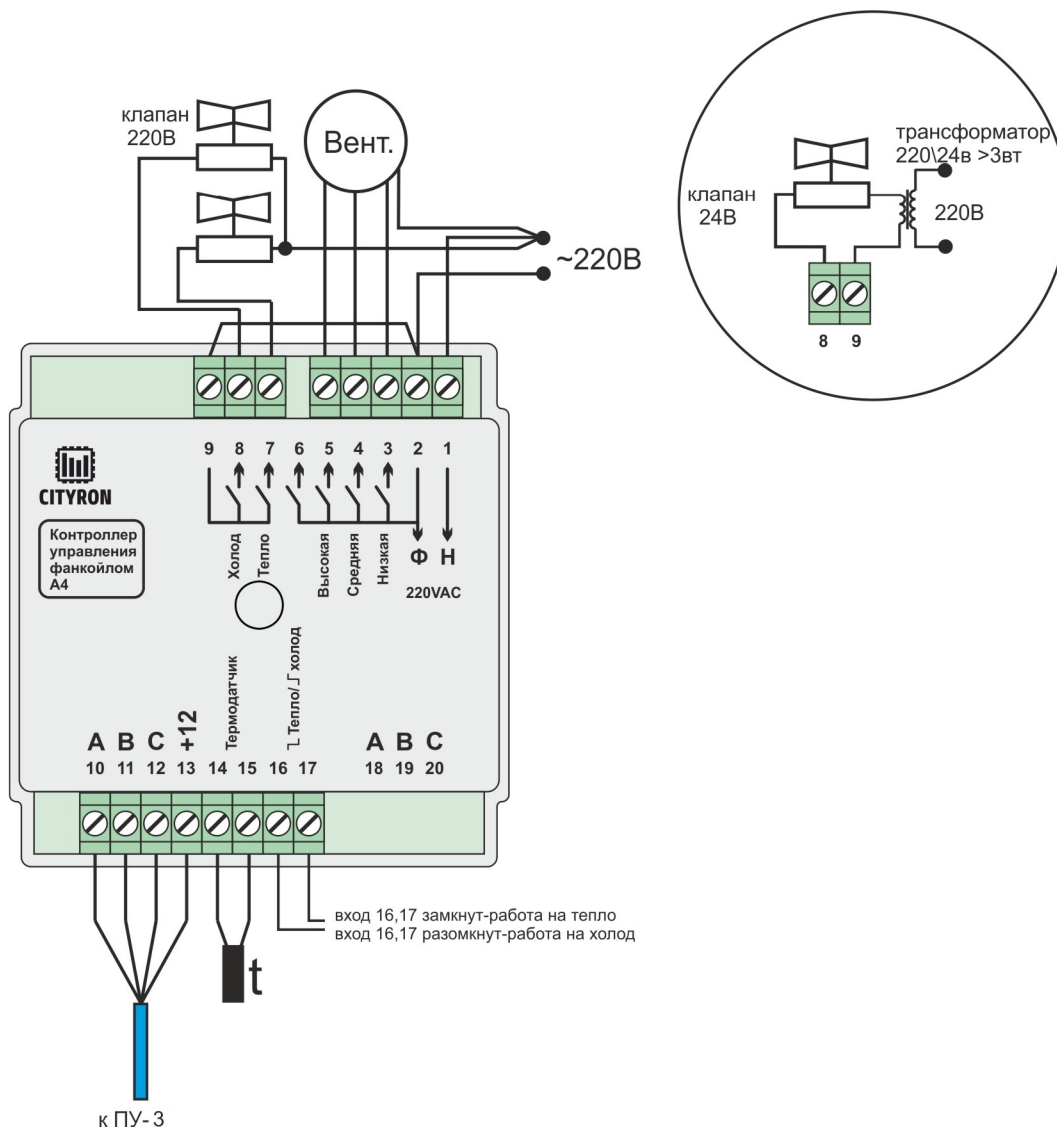 клапан
220В
Вент.
~220В
трансформатор
220\24в >3вт
клапан
24В
220В
8 9
9 8 7 6 5 4 3 2 1
CITYRON
Контроллер
управления
фанкойлом
А4
Холод
Тепло
Высокая
Средняя
Низкая
Ф Н
220VAC
Термодатчик
Тепло/ холод
A B C +12
10 11 12 13 14 15 16 17
A B C
18 19 20
вход 16,17 замкнут-работа на тепло
вход 16,17 разомкнут-работа на холод
t
к ПУ- 3